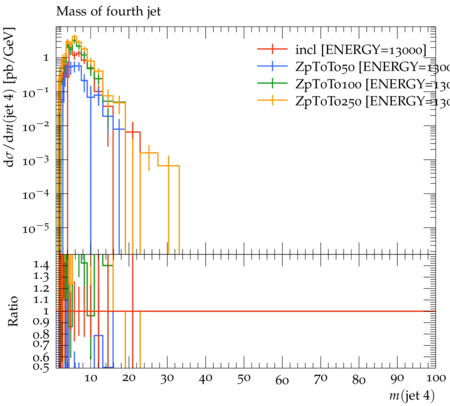 Mass of fourth jet
dσ/dm(jet 4) [pb/GeV]
incl [ENERGY=13000]
ZpToTo50 [ENERGY=1300
ZpToTo100 [ENERGY=130
ZpToTo250 [ENERGY=130
1
10⁻¹
10⁻²
10⁻³
10⁻⁴
10⁻⁵
Ratio
1.4
1.3
1.2
1.1
1
0.9
0.8
0.7
0.6
0.5
10 20 30 40 50 60 70 80 90 100
m(jet 4)